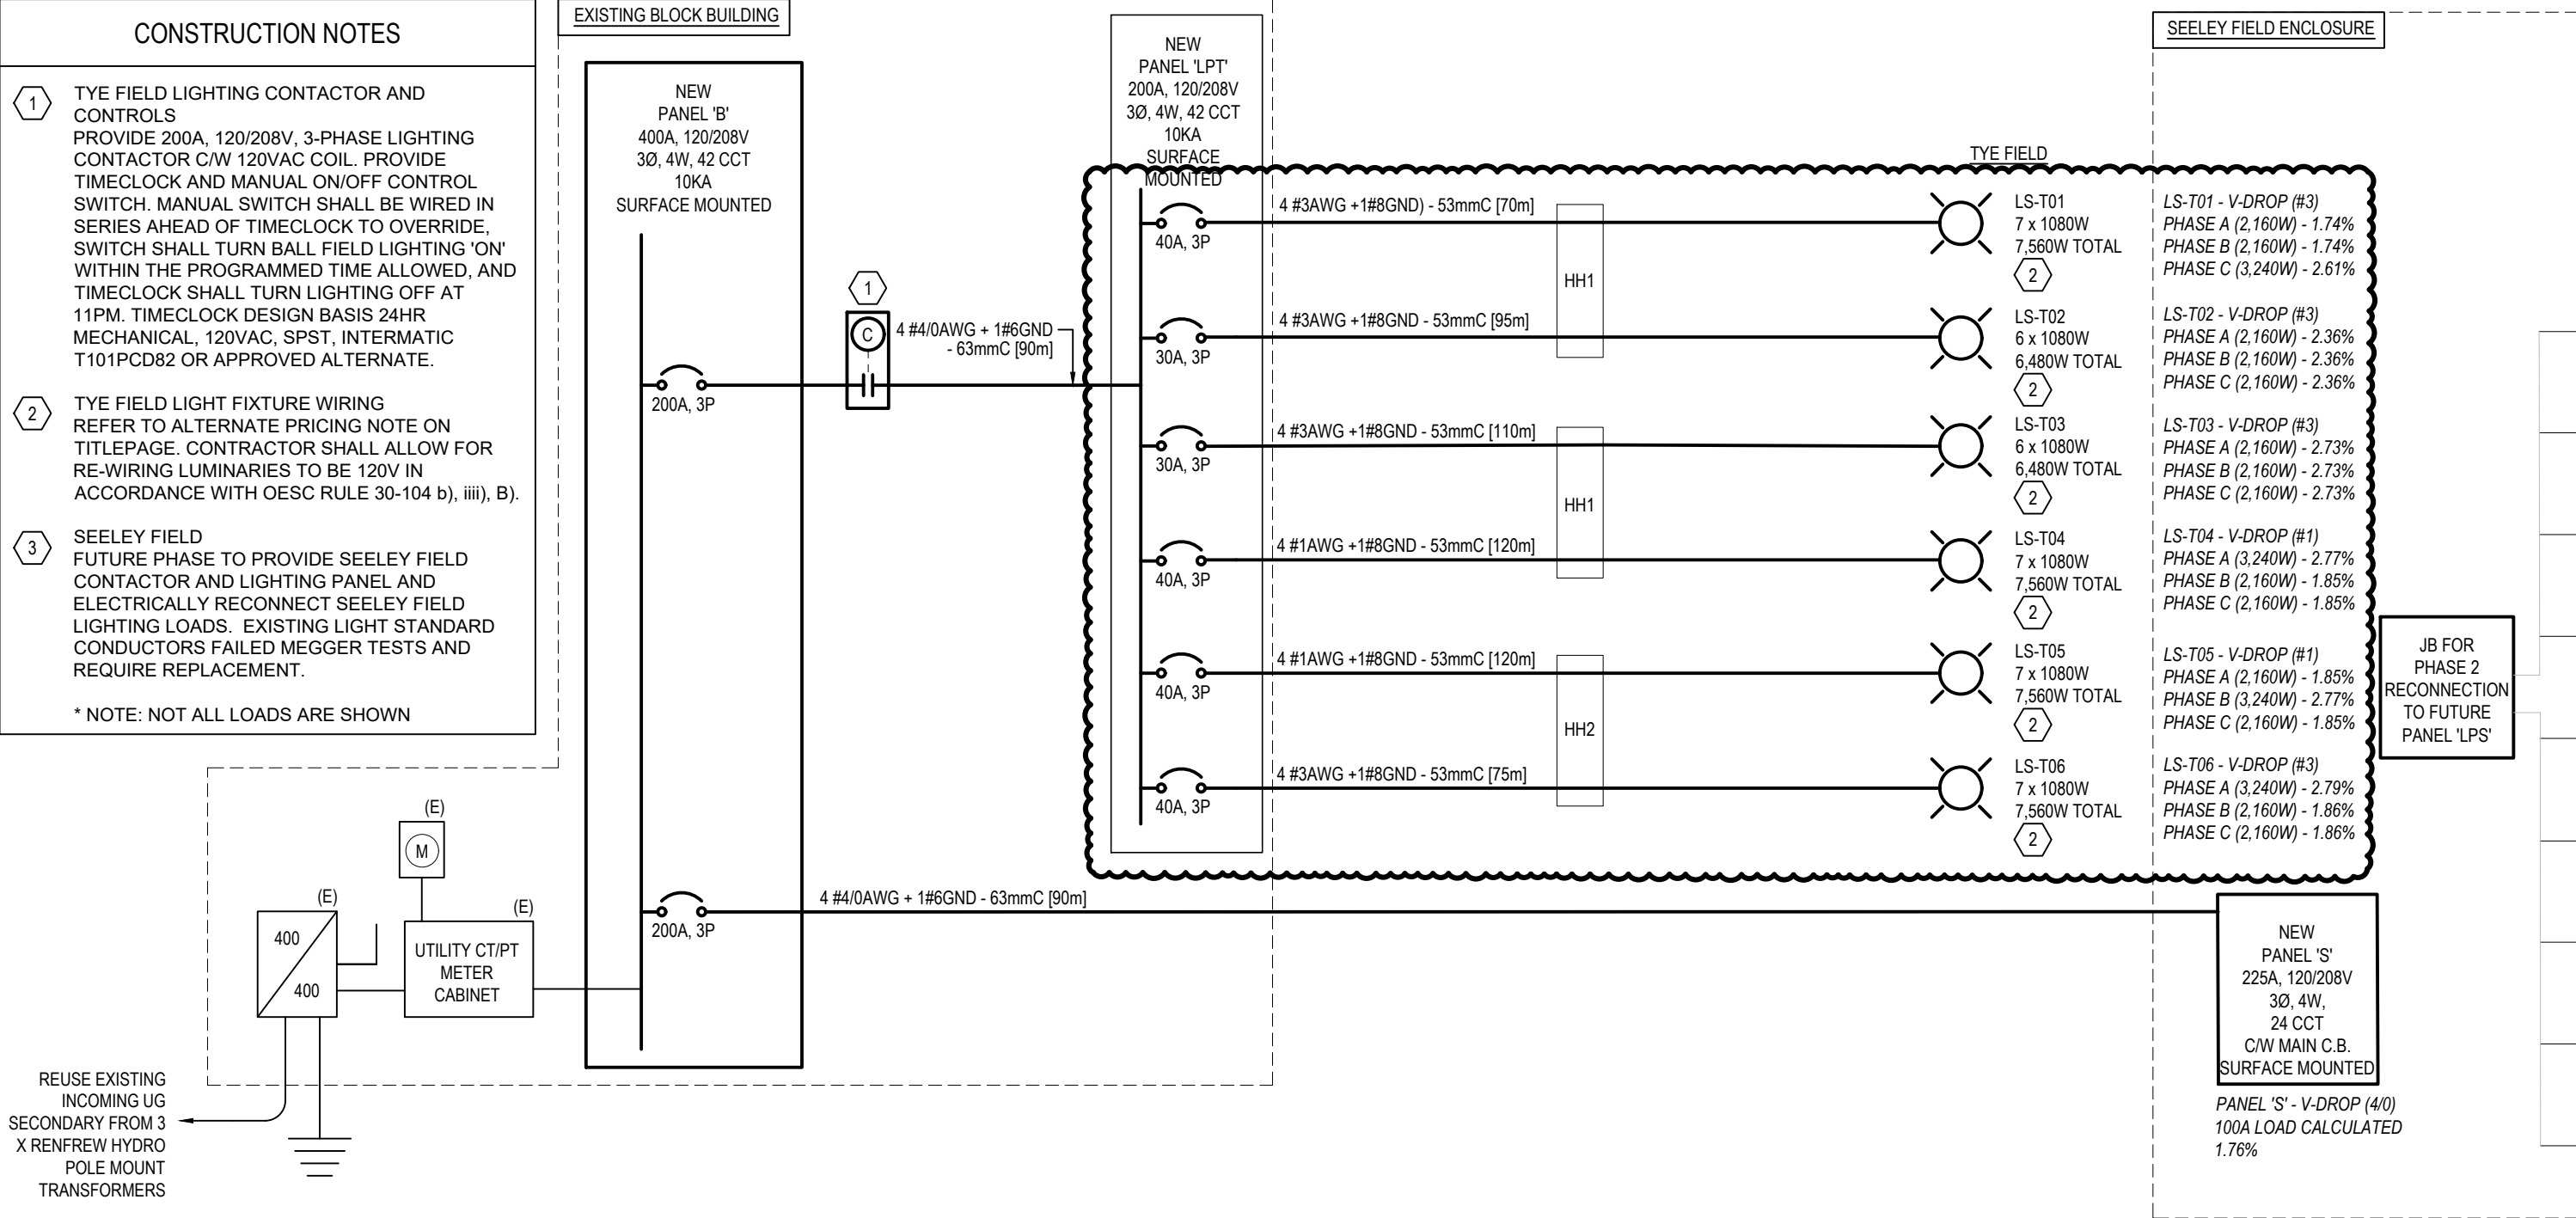 CONSTRUCTION NOTES
1
TYE FIELD LIGHTING CONTACTOR AND
CONTROLS
PROVIDE 200A, 120/208V, 3-PHASE LIGHTING
CONTACTOR C/W 120VAC COIL. PROVIDE
TIMECLOCK AND MANUAL ON/OFF CONTROL
SWITCH. MANUAL SWITCH SHALL BE WIRED IN
SERIES AHEAD OF TIMECLOCK TO OVERRIDE,
SWITCH SHALL TURN BALL FIELD LIGHTING 'ON'
WITHIN THE PROGRAMMED TIME ALLOWED, AND
TIMECLOCK SHALL TURN LIGHTING OFF AT
11PM. TIMECLOCK DESIGN BASIS 24HR
MECHANICAL, 120VAC, SPST, INTERMATIC
T101PCD82 OR APPROVED ALTERNATE.
2
TYE FIELD LIGHT FIXTURE WIRING
REFER TO ALTERNATE PRICING NOTE ON
TITLEPAGE. CONTRACTOR SHALL ALLOW FOR
RE-WIRING LUMINARIES TO BE 120V IN
ACCORDANCE WITH OESC RULE 30-104 b), iiii), B).
3
SEELEY FIELD
FUTURE PHASE TO PROVIDE SEELEY FIELD
CONTACTOR AND LIGHTING PANEL AND
ELECTRICALLY RECONNECT SEELEY FIELD
LIGHTING LOADS. EXISTING LIGHT STANDARD
CONDUCTORS FAILED MEGGER TESTS AND
REQUIRE REPLACEMENT.
* NOTE: NOT ALL LOADS ARE SHOWN
EXISTING BLOCK BUILDING
NEW
PANEL 'B'
400A, 120/208V
3Ø, 4W, 42 CCT
10KA
SURFACE MOUNTED
200A, 3P
200A, 3P
1
C
4 #4/0AWG + 1#6GND
- 63mmC [90m]
4 #4/0AWG + 1#6GND - 63mmC [90m]
NEW
PANEL 'LPT'
200A, 120/208V
3Ø, 4W, 42 CCT
10KA
SURFACE
MOUNTED
TYE FIELD
SEELEY FIELD ENCLOSURE
40A, 3P
4 #3AWG +1#8GND) - 53mmC [70m]
LS-T01
7 x 1080W
7,560W TOTAL
2
LS-T01 - V-DROP (#3)
PHASE A (2,160W) - 1.74%
PHASE B (2,160W) - 1.74%
PHASE C (3,240W) - 2.61%
HH1
30A, 3P
4 #3AWG +1#8GND - 53mmC [95m]
LS-T02
6 x 1080W
6,480W TOTAL
2
LS-T02 - V-DROP (#3)
PHASE A (2,160W) - 2.36%
PHASE B (2,160W) - 2.36%
PHASE C (2,160W) - 2.36%
30A, 3P
4 #3AWG +1#8GND - 53mmC [110m]
LS-T03
6 x 1080W
6,480W TOTAL
2
LS-T03 - V-DROP (#3)
PHASE A (2,160W) - 2.73%
PHASE B (2,160W) - 2.73%
PHASE C (2,160W) - 2.73%
HH1
40A, 3P
4 #1AWG +1#8GND - 53mmC [120m]
LS-T04
7 x 1080W
7,560W TOTAL
2
LS-T04 - V-DROP (#1)
PHASE A (3,240W) - 2.77%
PHASE B (2,160W) - 1.85%
PHASE C (2,160W) - 1.85%
40A, 3P
4 #1AWG +1#8GND - 53mmC [120m]
LS-T05
7 x 1080W
7,560W TOTAL
2
LS-T05 - V-DROP (#1)
PHASE A (2,160W) - 1.85%
PHASE B (3,240W) - 2.77%
PHASE C (2,160W) - 1.85%
HH2
40A, 3P
4 #3AWG +1#8GND - 53mmC [75m]
LS-T06
7 x 1080W
7,560W TOTAL
2
LS-T06 - V-DROP (#3)
PHASE A (3,240W) - 2.79%
PHASE B (2,160W) - 1.86%
PHASE C (2,160W) - 1.86%
JB FOR
PHASE 2
RECONNECTION
TO FUTURE
PANEL 'LPS'
NEW
PANEL 'S'
225A, 120/208V
3Ø, 4W,
24 CCT
C/W MAIN C.B.
SURFACE MOUNTED
PANEL 'S' - V-DROP (4/0)
100A LOAD CALCULATED
1.76%
(E)
M
(E)
400
400
(E)
UTILITY CT/PT
METER
CABINET
REUSE EXISTING
INCOMING UG
SECONDARY FROM 3
X RENFREW HYDRO
POLE MOUNT
TRANSFORMERS